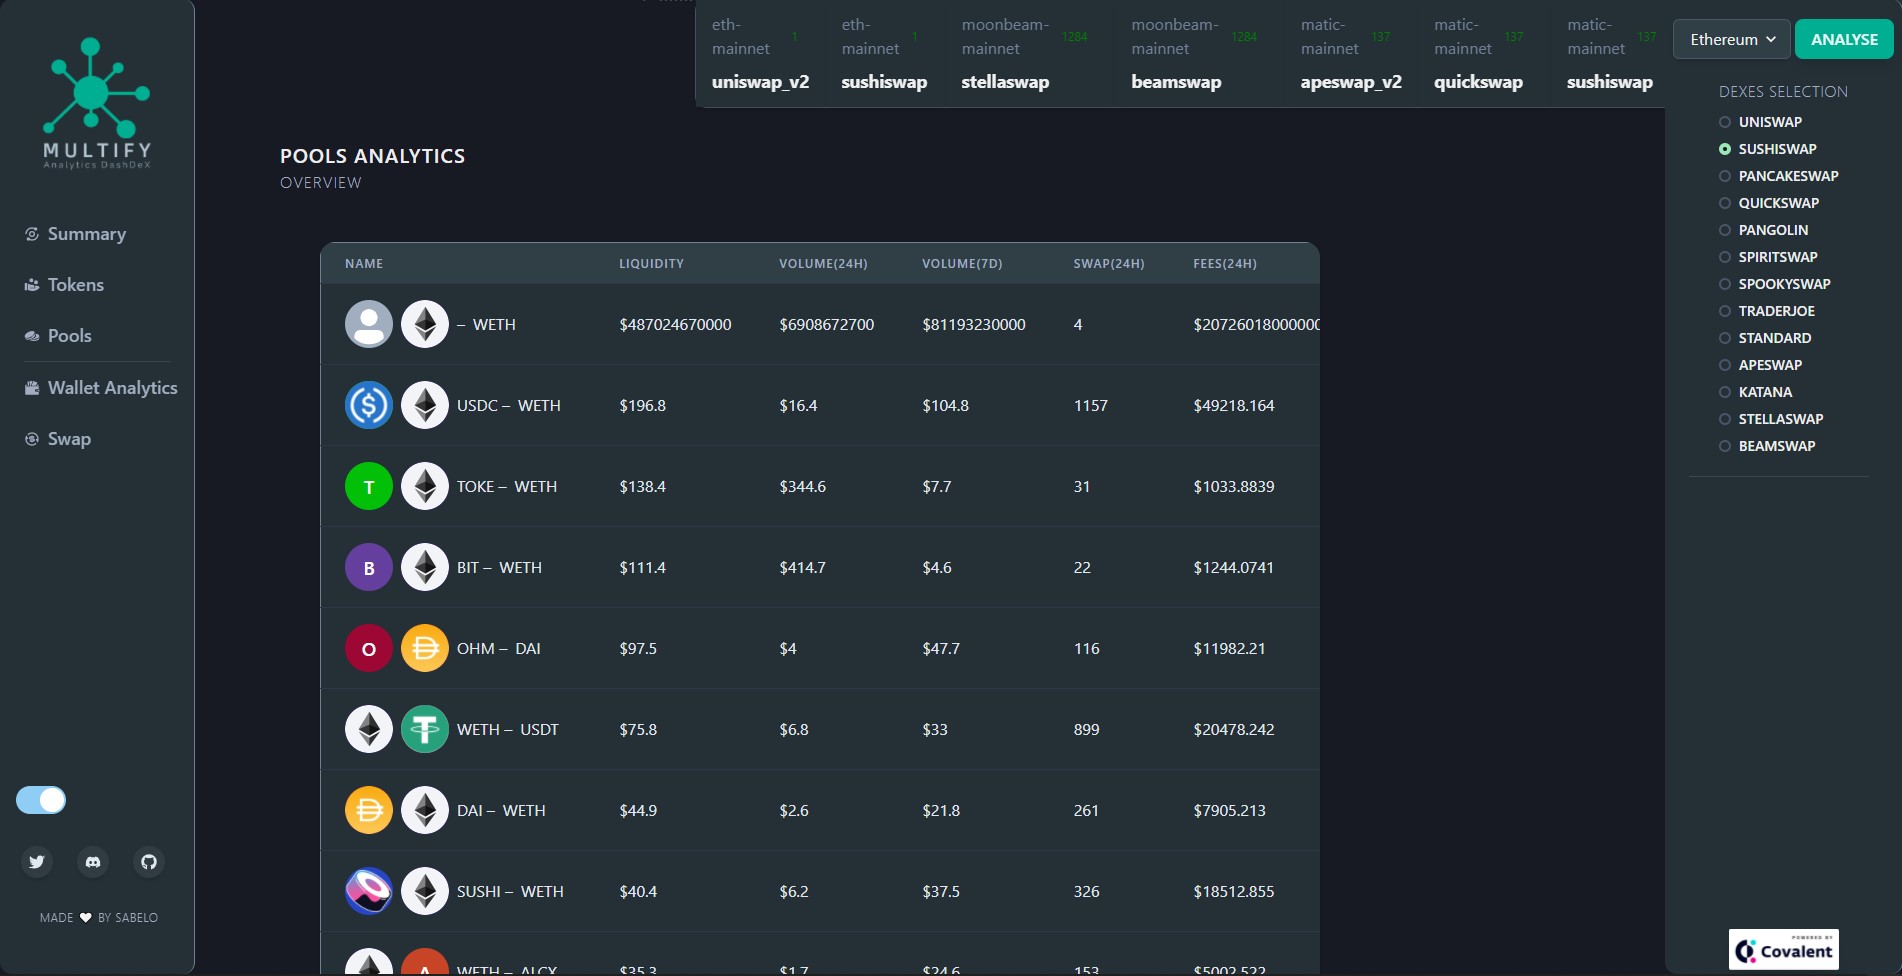 MULTIFY
Analytics DashDeX
Summary
Tokens
Pools
Wallet Analytics
Swap
MADE BY SABELO
eth-mainnet 1
uniswap_v2
eth-mainnet 1
sushiswap
moonbeam-mainnet 1284
stellaswap
moonbeam-mainnet 1284
beamswap
matic-mainnet 137
apeswap_v2
matic-mainnet 137
quickswap
matic-mainnet 137
sushiswap
POOLS ANALYTICS
OVERVIEW
NAME LIQUIDITY VOLUME(24H) VOLUME(7D) SWAP(24H) FEES(24H)
– WETH $487024670000 $6908672700 $81193230000 4 $20726018000000
USDC – WETH $196.8 $16.4 $104.8 1157 $49218.164
T TOKE – WETH $138.4 $344.6 $7.7 31 $1033.8839
B BIT – WETH $111.4 $414.7 $4.6 22 $1244.0741
O OHM – DAI $97.5 $4 $47.7 116 $11982.21
WETH – USDT $75.8 $6.8 $33 899 $20478.242
DAI – WETH $44.9 $2.6 $21.8 261 $7905.213
SUSHI – WETH $40.4 $6.2 $37.5 326 $18512.855
A WETH – ALCX $35.3 $1.7 $24.6 153 $5002.522
Ethereum
ANALYSE
DEXES SELECTION
UNISWAP
SUSHISWAP
PANCAKESWAP
QUICKSWAP
PANGOLIN
SPIRITSWAP
SPOOKYSWAP
TRADERJOE
STANDARD
APESWAP
KATANA
STELLASWAP
BEAMSWAP
POWERED BY
Covalent